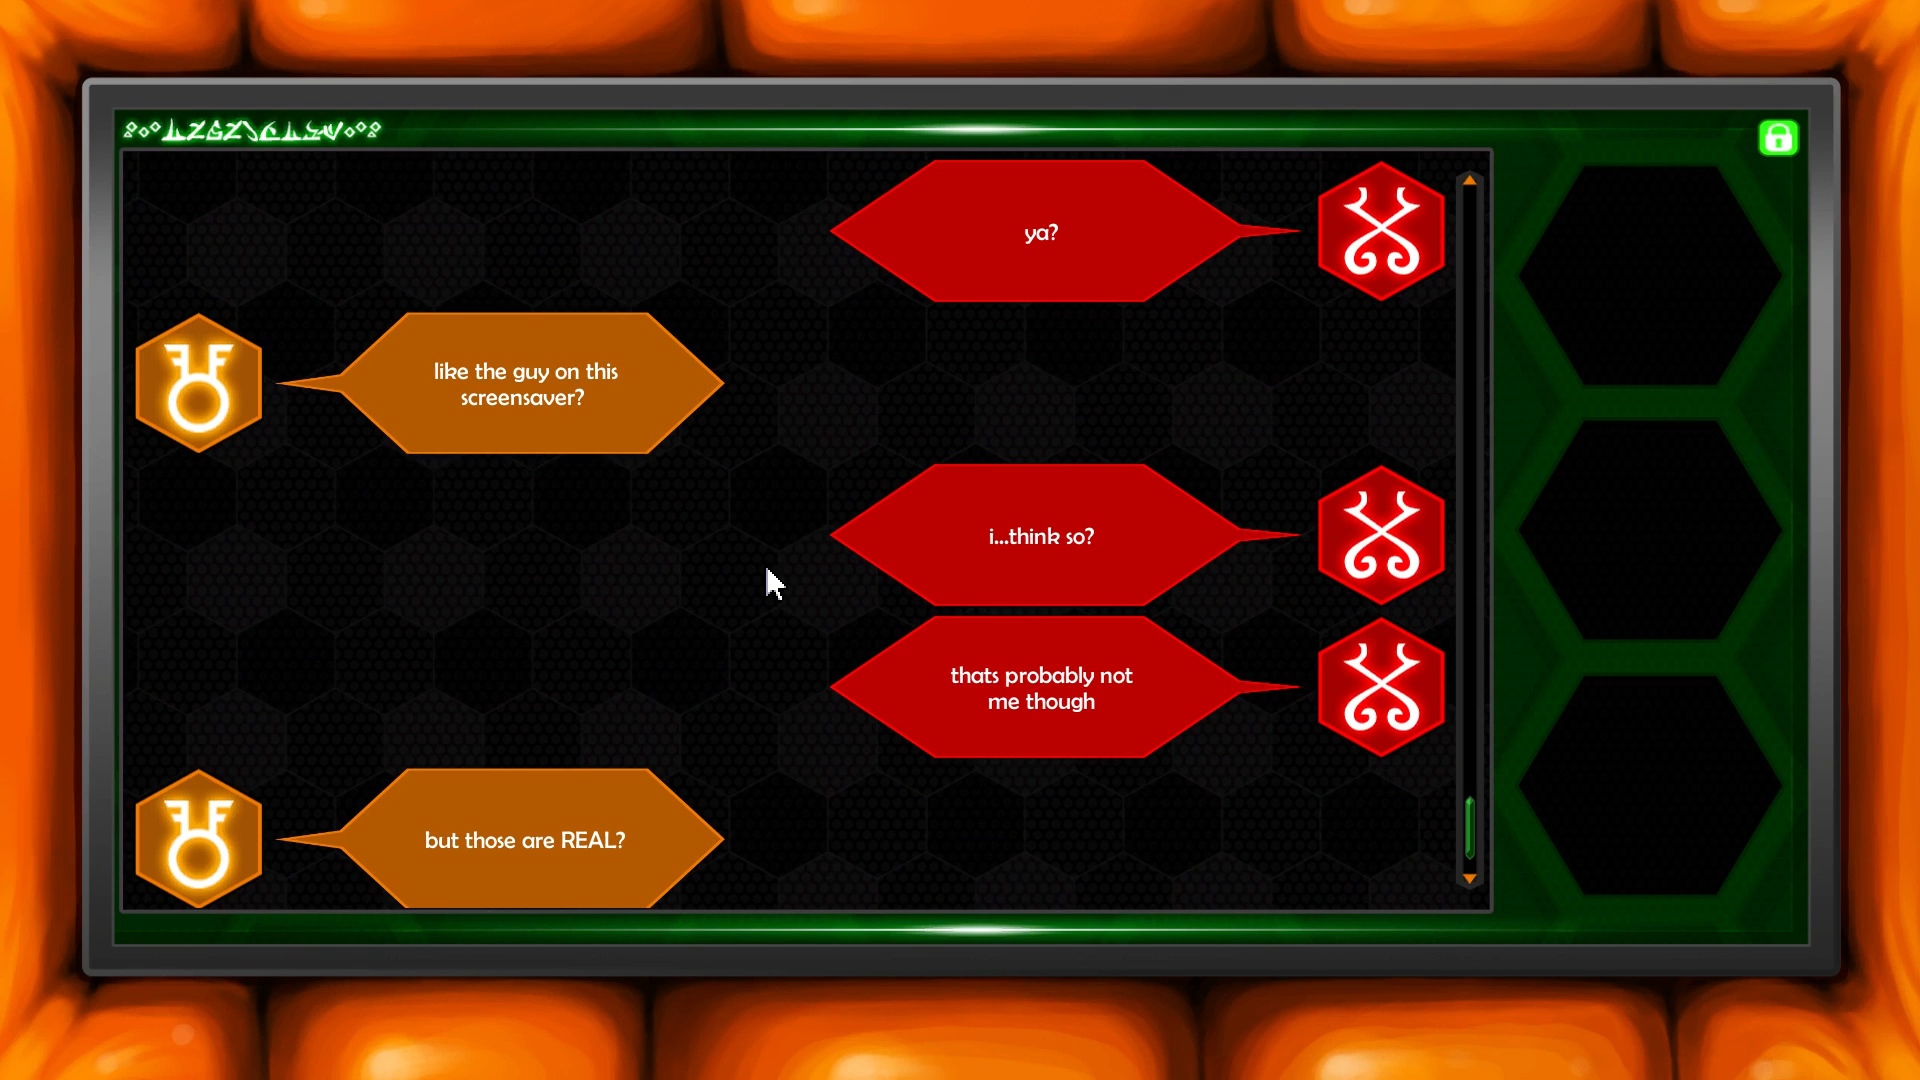 ya?
like the guy on this
screensaver?
i...think so?
thats probably not
me though
but those are REAL?